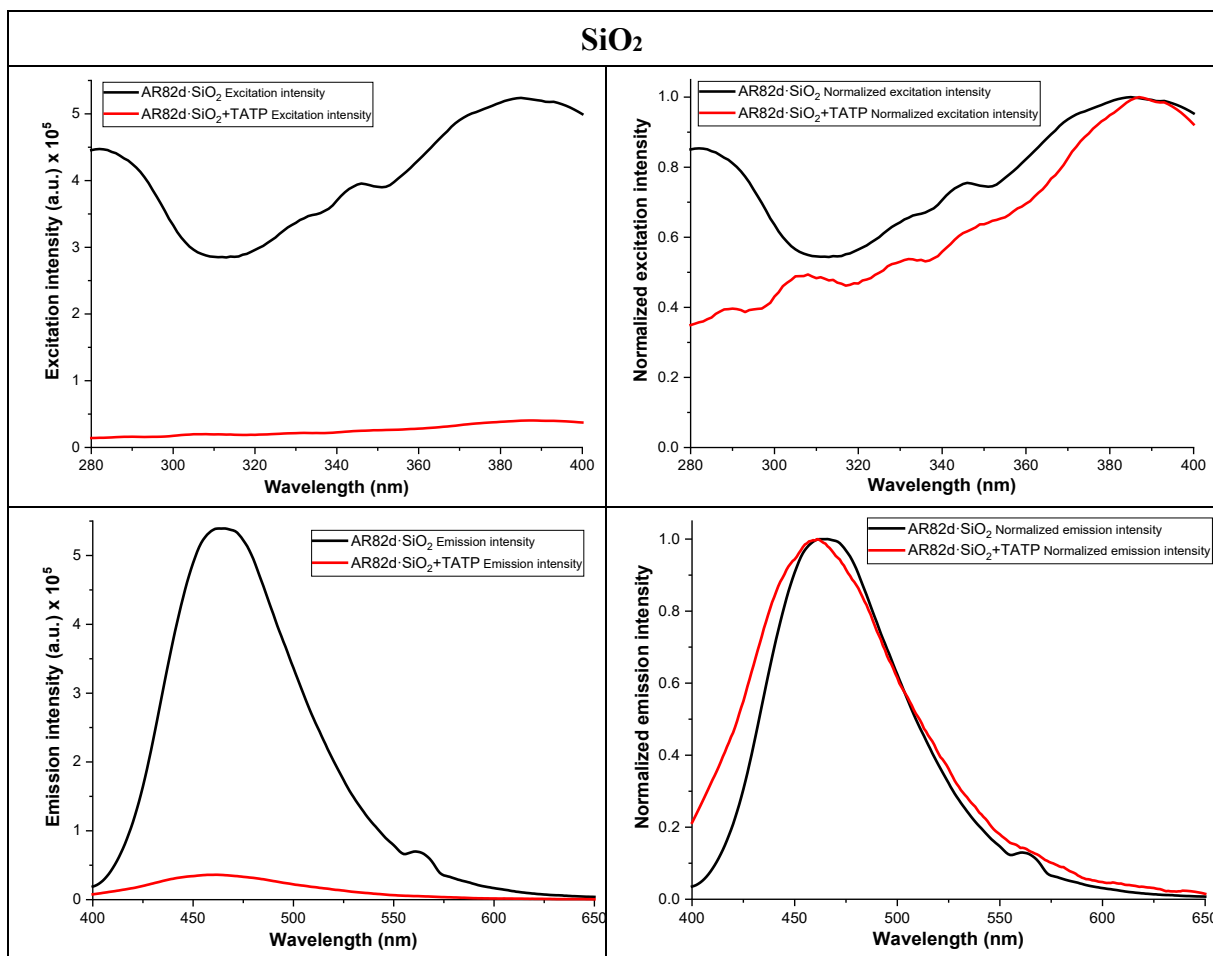 SiO₂
AR82d·SiO₂ Excitation intensity
AR82d·SiO₂+TATP Excitation intensity
Excitation intensity (a.u.) x 10⁵
5
4
3
2
1
0
280 300 320 340 360 380 400
Wavelength (nm)
AR82d·SiO₂ Normalized excitation intensity
AR82d·SiO₂+TATP Normalized excitation intensity
Normalized excitation intensity
1.0
0.8
0.6
0.4
0.2
0.0
280 300 320 340 360 380 400
Wavelength (nm)
AR82d·SiO₂ Emission intensity
AR82d·SiO₂+TATP Emission intensity
Emission intensity (a.u.) x 10⁵
5
5
3
2
1
0
400 450 500 550 600 650
Wavelength (nm)
AR82d·SiO₂ Normalized emission intensity
AR82d·SiO₂+TATP Normalized emission intensity
Normalized emission intensity
1.0
0.8
0.6
0.4
0.2
0.0
400 450 500 550 600 650
Wavelength (nm)